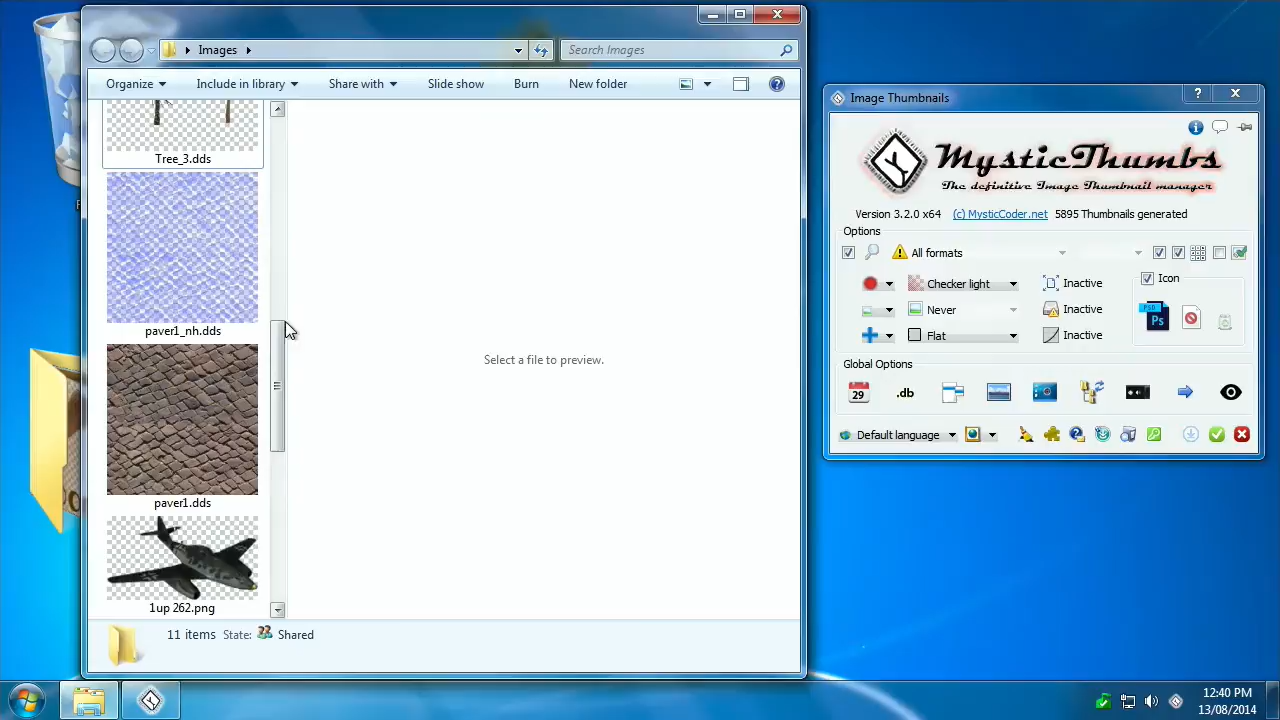 Images
Search Images
Organize
Include in library
Share with
Slide show
Burn
New folder
Tree_3.dds
paver1_nh.dds
paver1.dds
1up 262.png
Select a file to preview.
11 items State: Shared
Image Thumbnails
MysticThumbs
The definitive Image Thumbnail manager
Version 3.2.0 x64 (c) MysticCoder.net 5895 Thumbnails generated
Options
All formats
Checker light
Inactive
Icon
Never
Inactive
Flat
Inactive
PSD
Ps
Global Options
29
.db
Default language
12:40 PM
13/08/2014